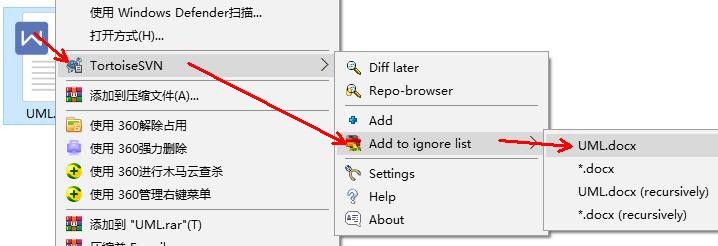 UML.
使用 Windows Defender扫描...
打开方式(H)...
TortoiseSVN
添加到压缩文件(A)...
使用 360解除占用
使用 360强力删除
使用 360进行木马云查杀
使用 360管理右键菜单
添加到 "UML.rar"(T)
Diff later
Repo-browser
Add
Add to ignore list
Settings
Help
About
UML.docx
*.docx
UML.docx (recursively)
*.docx (recursively)